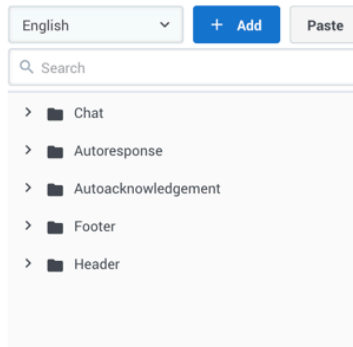 English + Add Paste
Search
Chat
Autoresponse
Autoacknowledgement
Footer
Header